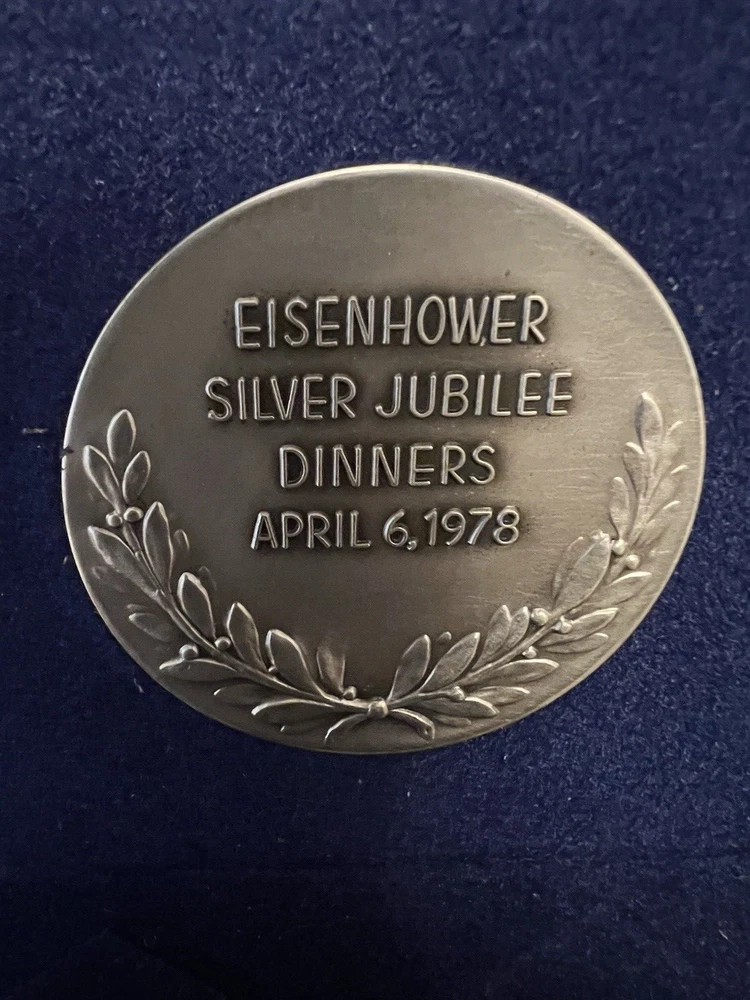 EISENHOWER
SILVER JUBILEE
DINNERS
APRIL 6, 1978